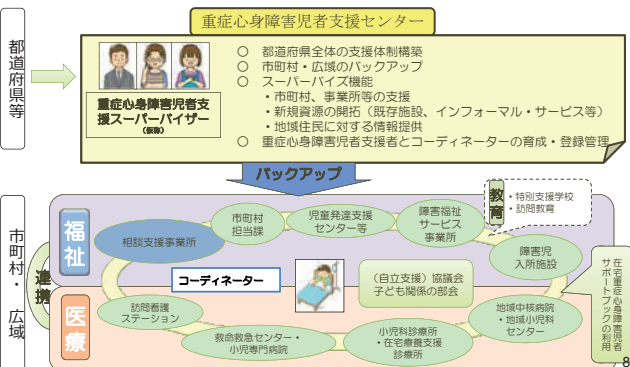 重症心身障害児者支援センター
都道府県等
重症心身障害児者支
援スーパーバイザー
(仮称)
○ 都道府県全体の支援体制構築
○ 市町村・広域のバックアップ
○ スーパーバイズ機能
・市町村、事業所等の支援
・新規資源の開拓（既存施設、インフォーマル・サービス等）
・地域住民に対する情報提供
○ 重症心身障害児者支援者とコーディネーターの育成・登録管理
バックアップ
市町村・広域
連携
福祉
相談支援事業所
市町村
担当課
児童発達支援
センター等
障害福祉
サービス
事業所
教育
・特別支援学校
・訪問教育
障害児
入所施設
コーディネーター
（自立支援）協議会
子ども関係の部会
在宅重症心身障害児者
サポートブックの利用
医療
訪問看護
ステーション
救命救急センター・
小児専門病院
小児科診療所
・在宅療養支援
診療所
地域中核病院
・地域小児科
センター
8